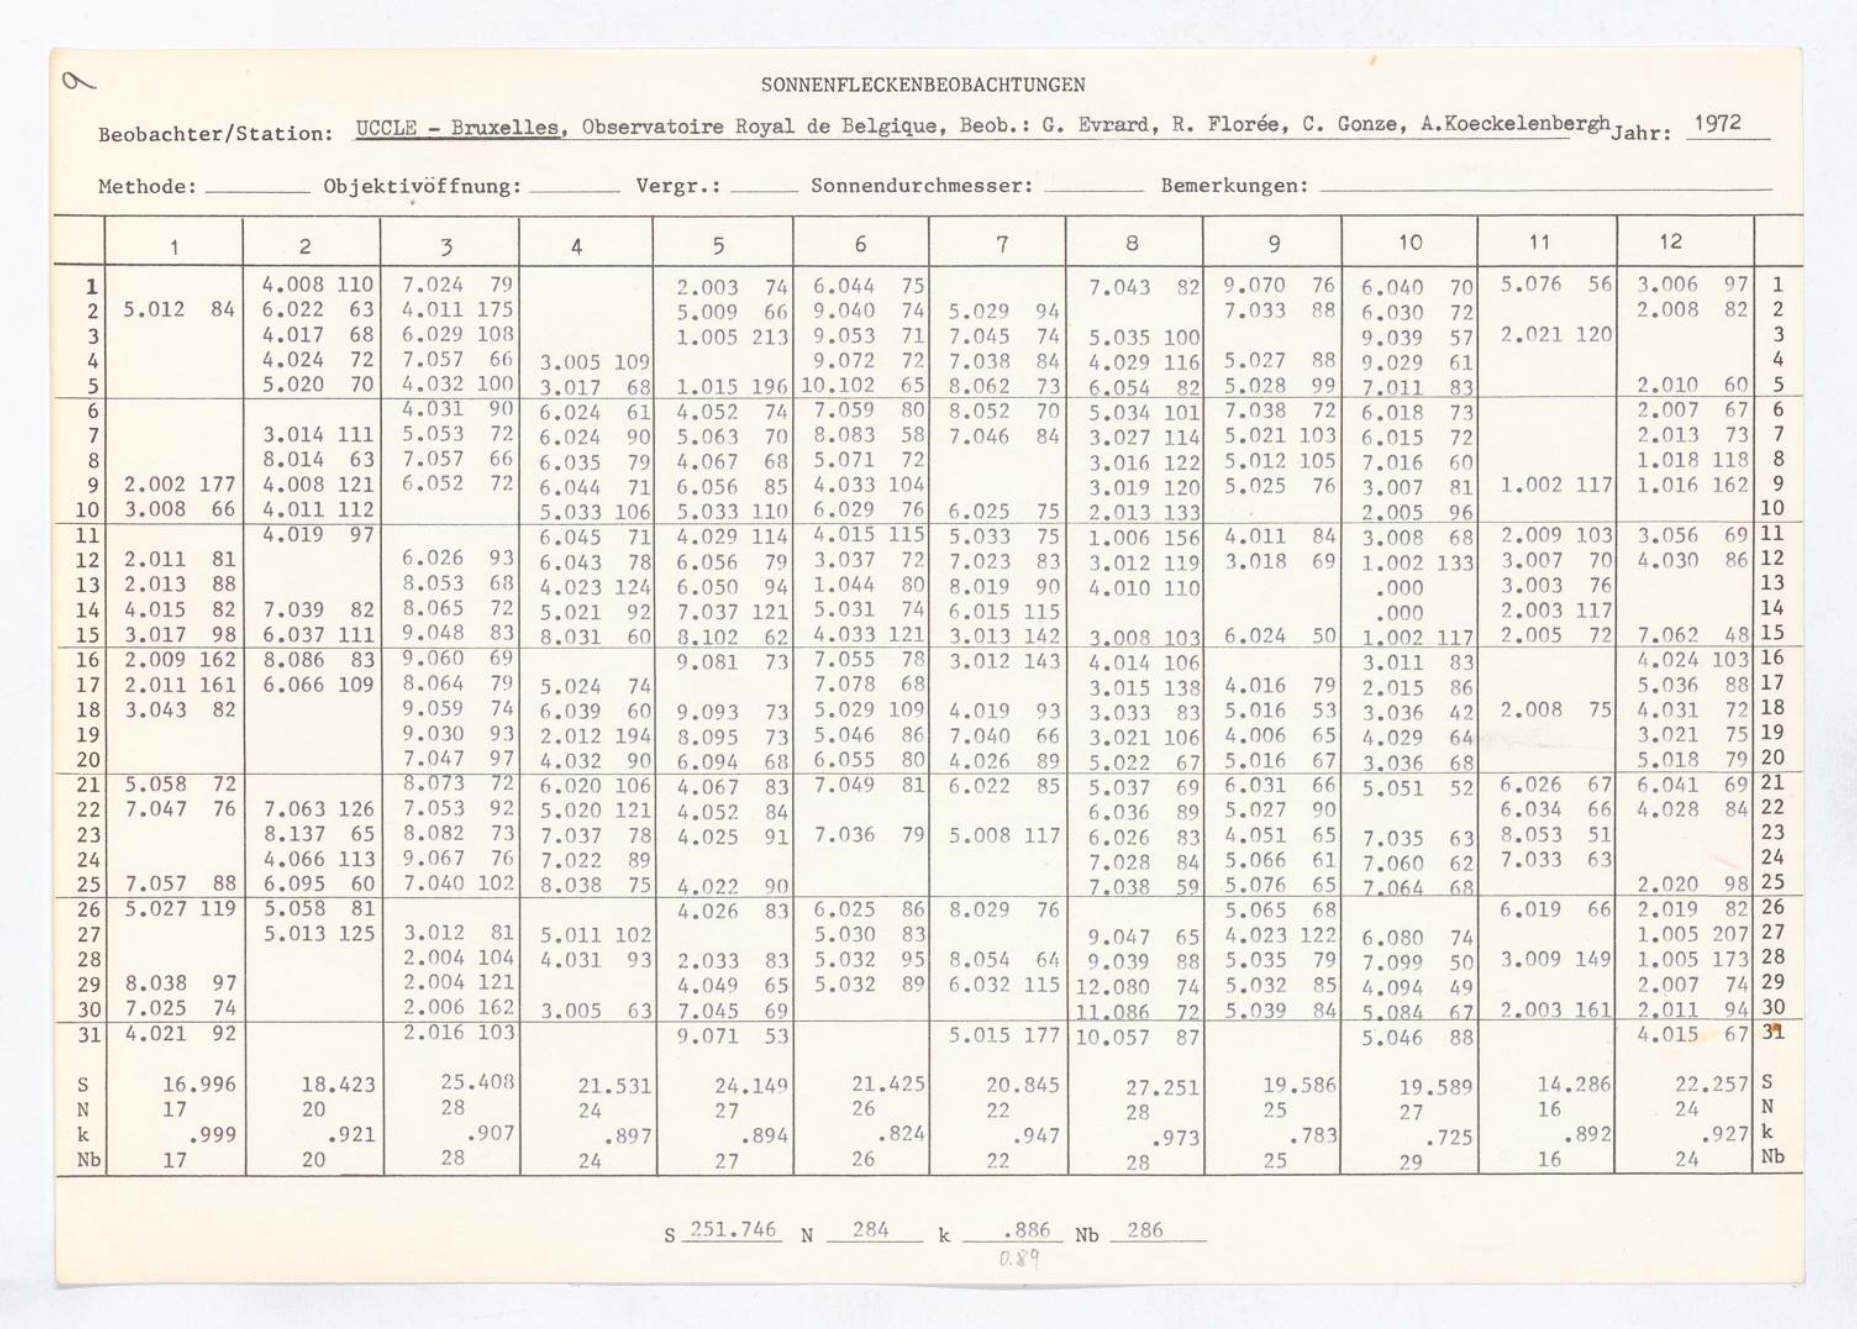 9
SONNENFLECKENBEOBACHTUNGEN
Beobachter/Station: UCCLE - Bruxelles, Observatoire Royal de Belgique, Beob.: G. Evrard, R. Florée, C. Gonze, A.Koeckelenbergh Jahr: 1972
Methode: Objektivöffnung: Vergr.: Sonnendurchmesser: Bemerkungen:
1 2 3 4 5 6 7 8 9 10 11 12
1 4.008 110 7.024 79 2.003 74 6.044 75 7.043 82 9.070 76 6.040 70 5.076 56 3.006 97 1
2 5.012 84 6.022 63 4.011 175 5.009 66 9.040 74 5.029 94 7.033 88 6.030 72 2.008 82 2
3 4.017 68 6.029 108 1.005 213 9.053 71 7.045 74 5.035 100 9.039 57 2.021 120 3
4 4.024 72 7.057 66 3.005 109 9.072 72 7.038 84 4.029 116 5.027 88 9.029 61 4
5 5.020 70 4.032 100 3.017 68 1.015 196 10.102 65 8.062 73 6.054 82 5.028 99 7.011 83 2.010 60 5
6 4.031 90 6.024 61 4.052 74 7.059 80 8.052 70 5.034 101 7.038 72 6.018 73 2.007 67 6
7 3.014 111 5.053 72 6.024 90 5.063 70 8.083 58 7.046 84 3.027 114 5.021 103 6.015 72 2.013 73 7
8 8.014 63 7.057 66 6.035 79 4.067 68 5.071 72 3.016 122 5.012 105 7.016 60 1.018 118 8
9 2.002 177 4.008 121 6.052 72 6.044 71 6.056 85 4.033 104 3.019 120 5.025 76 3.007 81 1.002 117 1.016 162 9
10 3.008 66 4.011 112 5.033 106 5.033 110 6.029 76 6.025 75 2.013 133 2.005 96 10
11 4.019 97 6.045 71 4.029 114 4.015 115 5.033 75 1.006 156 4.011 84 3.008 68 2.009 103 3.056 69 11
12 2.011 81 6.026 93 6.043 78 6.056 79 3.037 72 7.023 83 3.012 119 3.018 69 1.002 133 3.007 70 4.030 86 12
13 2.013 88 8.053 68 4.023 124 6.050 94 1.044 80 8.019 90 4.010 110 .000 3.003 76 13
14 4.015 82 7.039 82 8.065 72 5.021 92 7.037 121 5.031 74 6.015 115 .000 2.003 117 14
15 3.017 98 6.037 111 9.048 83 8.031 60 8.102 62 4.033 121 3.013 142 3.008 103 6.024 50 1.002 117 2.005 72 7.062 48 15
16 2.009 162 8.086 83 9.060 69 9.081 73 7.055 78 3.012 143 4.014 106 3.011 83 4.024 103 16
17 2.011 161 6.066 109 8.064 79 5.024 74 7.078 68 3.015 138 4.016 79 2.015 86 5.036 88 17
18 3.043 82 9.059 74 6.039 60 9.093 73 5.029 109 4.019 93 3.033 83 5.016 53 3.036 42 2.008 75 4.031 72 18
19 9.030 93 2.012 194 8.095 73 5.046 86 7.040 66 3.021 106 4.006 65 4.029 64 3.021 75 19
20 7.047 97 4.032 90 6.094 68 6.055 80 4.026 89 5.022 67 5.016 67 3.036 68 5.018 79 20
21 5.058 72 8.073 72 6.020 106 4.067 83 7.049 81 6.022 85 5.037 69 6.031 66 5.051 52 6.026 67 6.041 69 21
22 7.047 76 7.063 126 7.053 92 5.020 121 4.052 84 6.036 89 5.027 90 6.034 66 4.028 84 22
23 8.137 65 8.082 73 7.037 78 4.025 91 7.036 79 5.008 117 6.026 83 4.051 65 7.035 63 8.053 51 23
24 4.066 113 9.067 76 7.022 89 7.028 84 5.066 61 7.060 62 7.033 63 24
25 7.057 88 6.095 60 7.040 102 8.038 75 4.022 90 7.038 59 5.076 65 7.064 68 2.020 98 25
26 5.027 119 5.058 81 4.026 83 6.025 86 8.029 76 5.065 68 6.019 66 2.019 82 26
27 5.013 125 3.012 81 5.011 102 5.030 83 9.047 65 4.023 122 6.080 74 1.005 207 27
28 2.004 104 4.031 93 2.033 83 5.032 95 8.054 64 9.039 88 5.035 79 7.099 50 3.009 149 1.005 173 28
29 8.038 97 2.004 121 4.049 65 5.032 89 6.032 115 12.080 74 5.032 85 4.094 49 2.007 74 29
30 7.025 74 2.006 162 3.005 63 7.045 69 11.086 72 5.039 84 5.084 67 2.003 161 2.011 94 30
31 4.021 92 2.016 103 9.071 53 5.015 177 10.057 87 5.046 88 4.015 67 31
S 16.996 18.423 25.408 21.531 24.149 21.425 20.845 27.251 19.586 19.589 14.286 22.257 S
N 17 20 28 24 27 26 22 28 25 27 16 24 N
k .999 .921 .907 .897 .894 .824 .947 .973 .783 .725 .892 .927 k
Nb 17 20 28 24 27 26 22 28 25 29 16 24 Nb
S 251.746 N 284 k .886 Nb 286
0.89